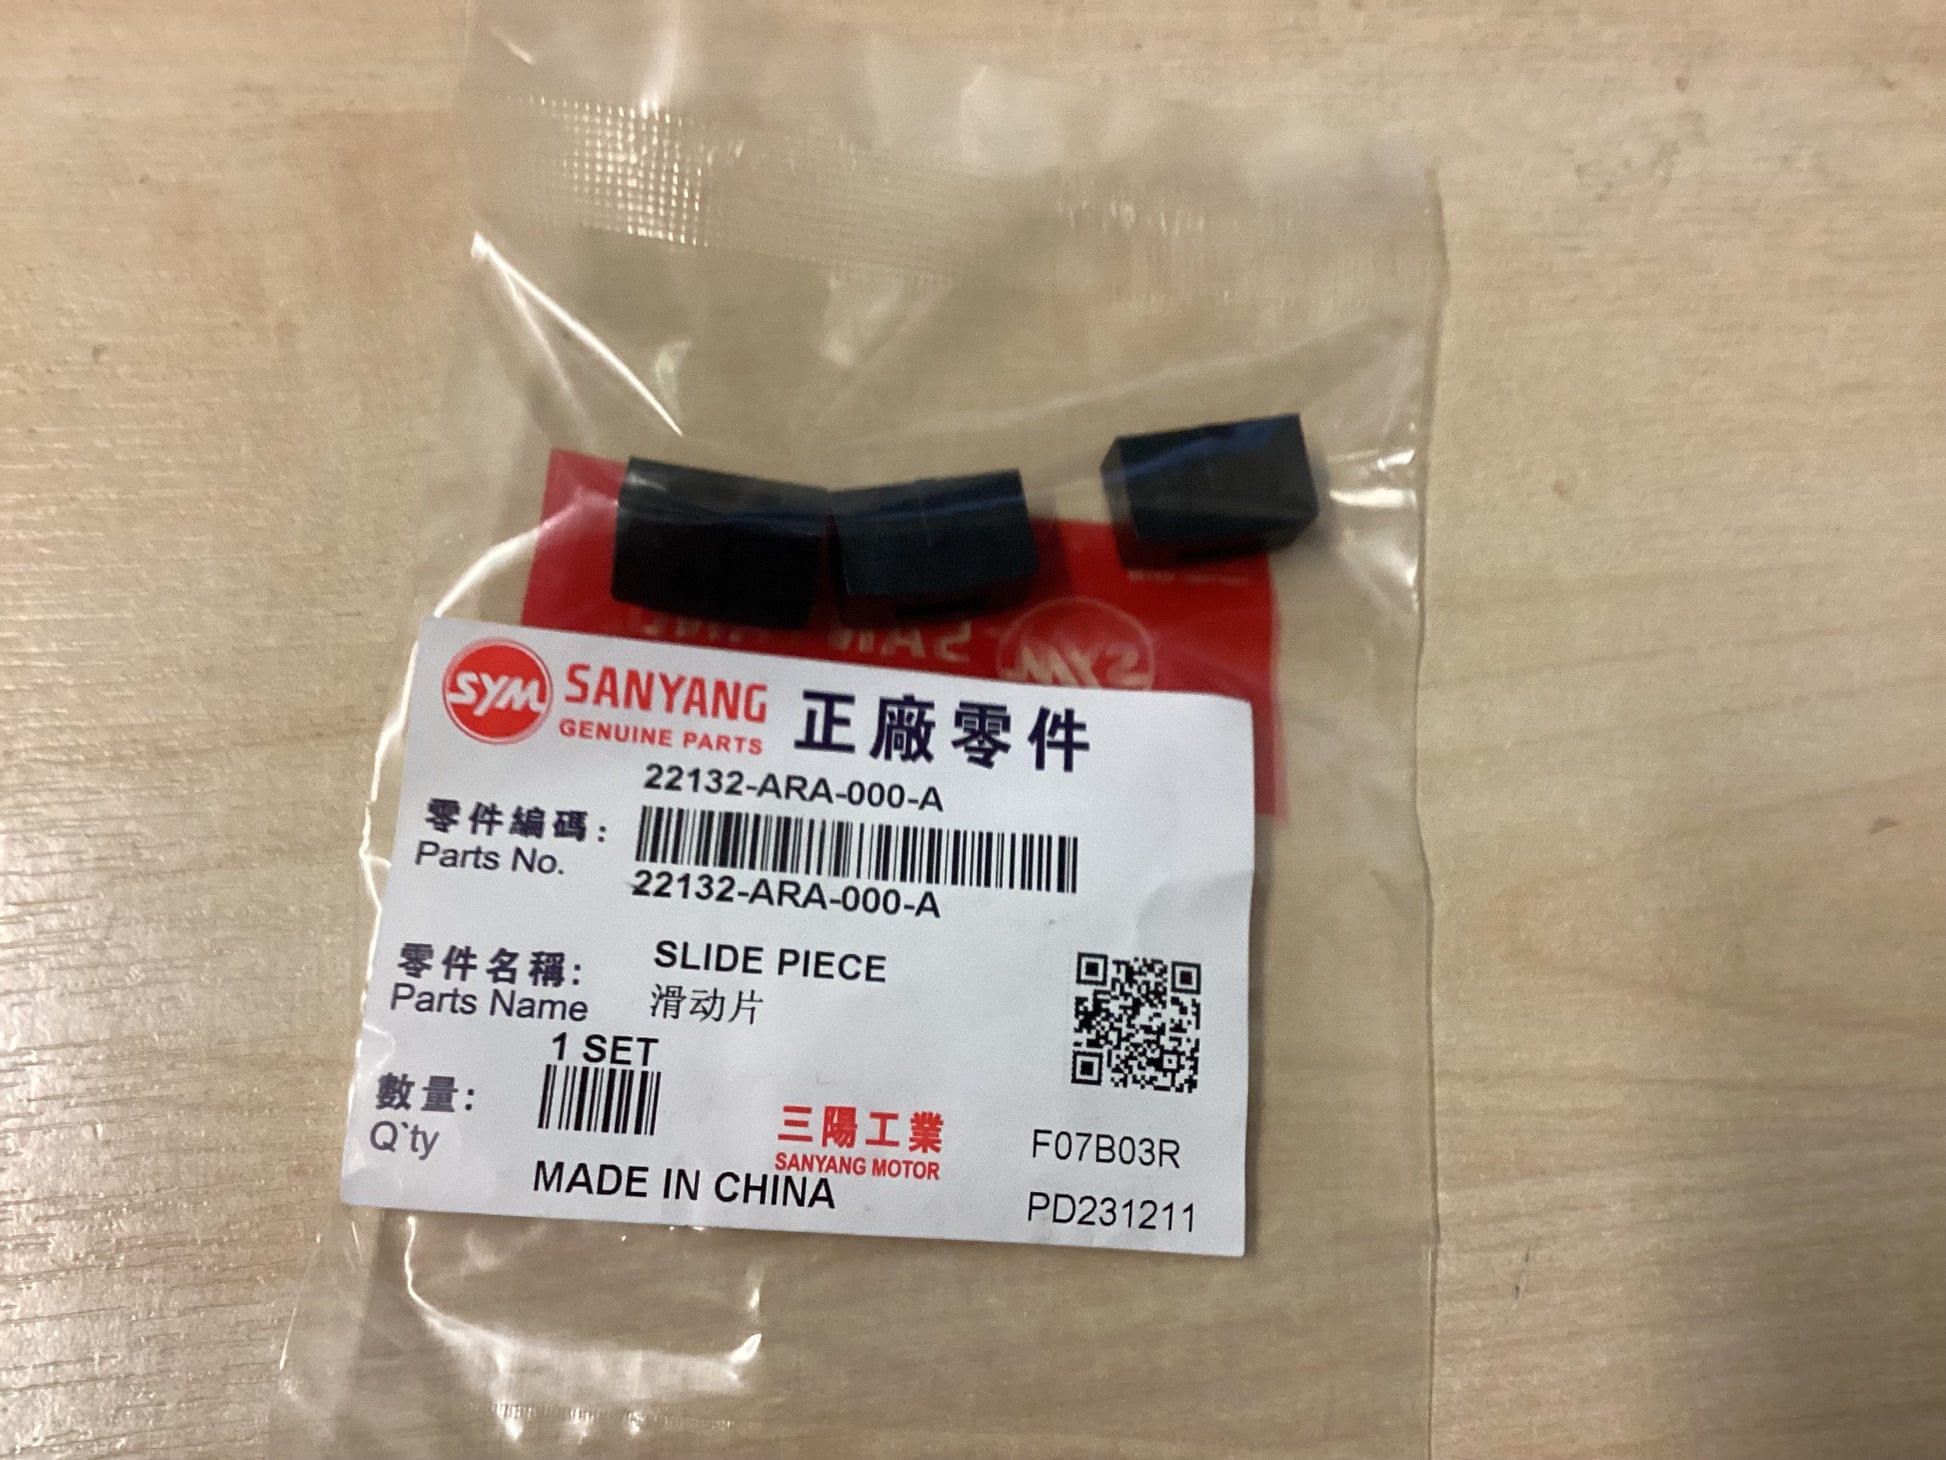 SYM SANYANG 正廠零件
GENUINE PARTS
22132-ARA-000-A
零件編碼:
Parts No.
22132-ARA-000-A
零件名稱: SLIDE PIECE
Parts Name 滑动片
1 SET
數量:
Q`ty
三陽工業 F07B03R
SANYANG MOTOR
MADE IN CHINA PD231211